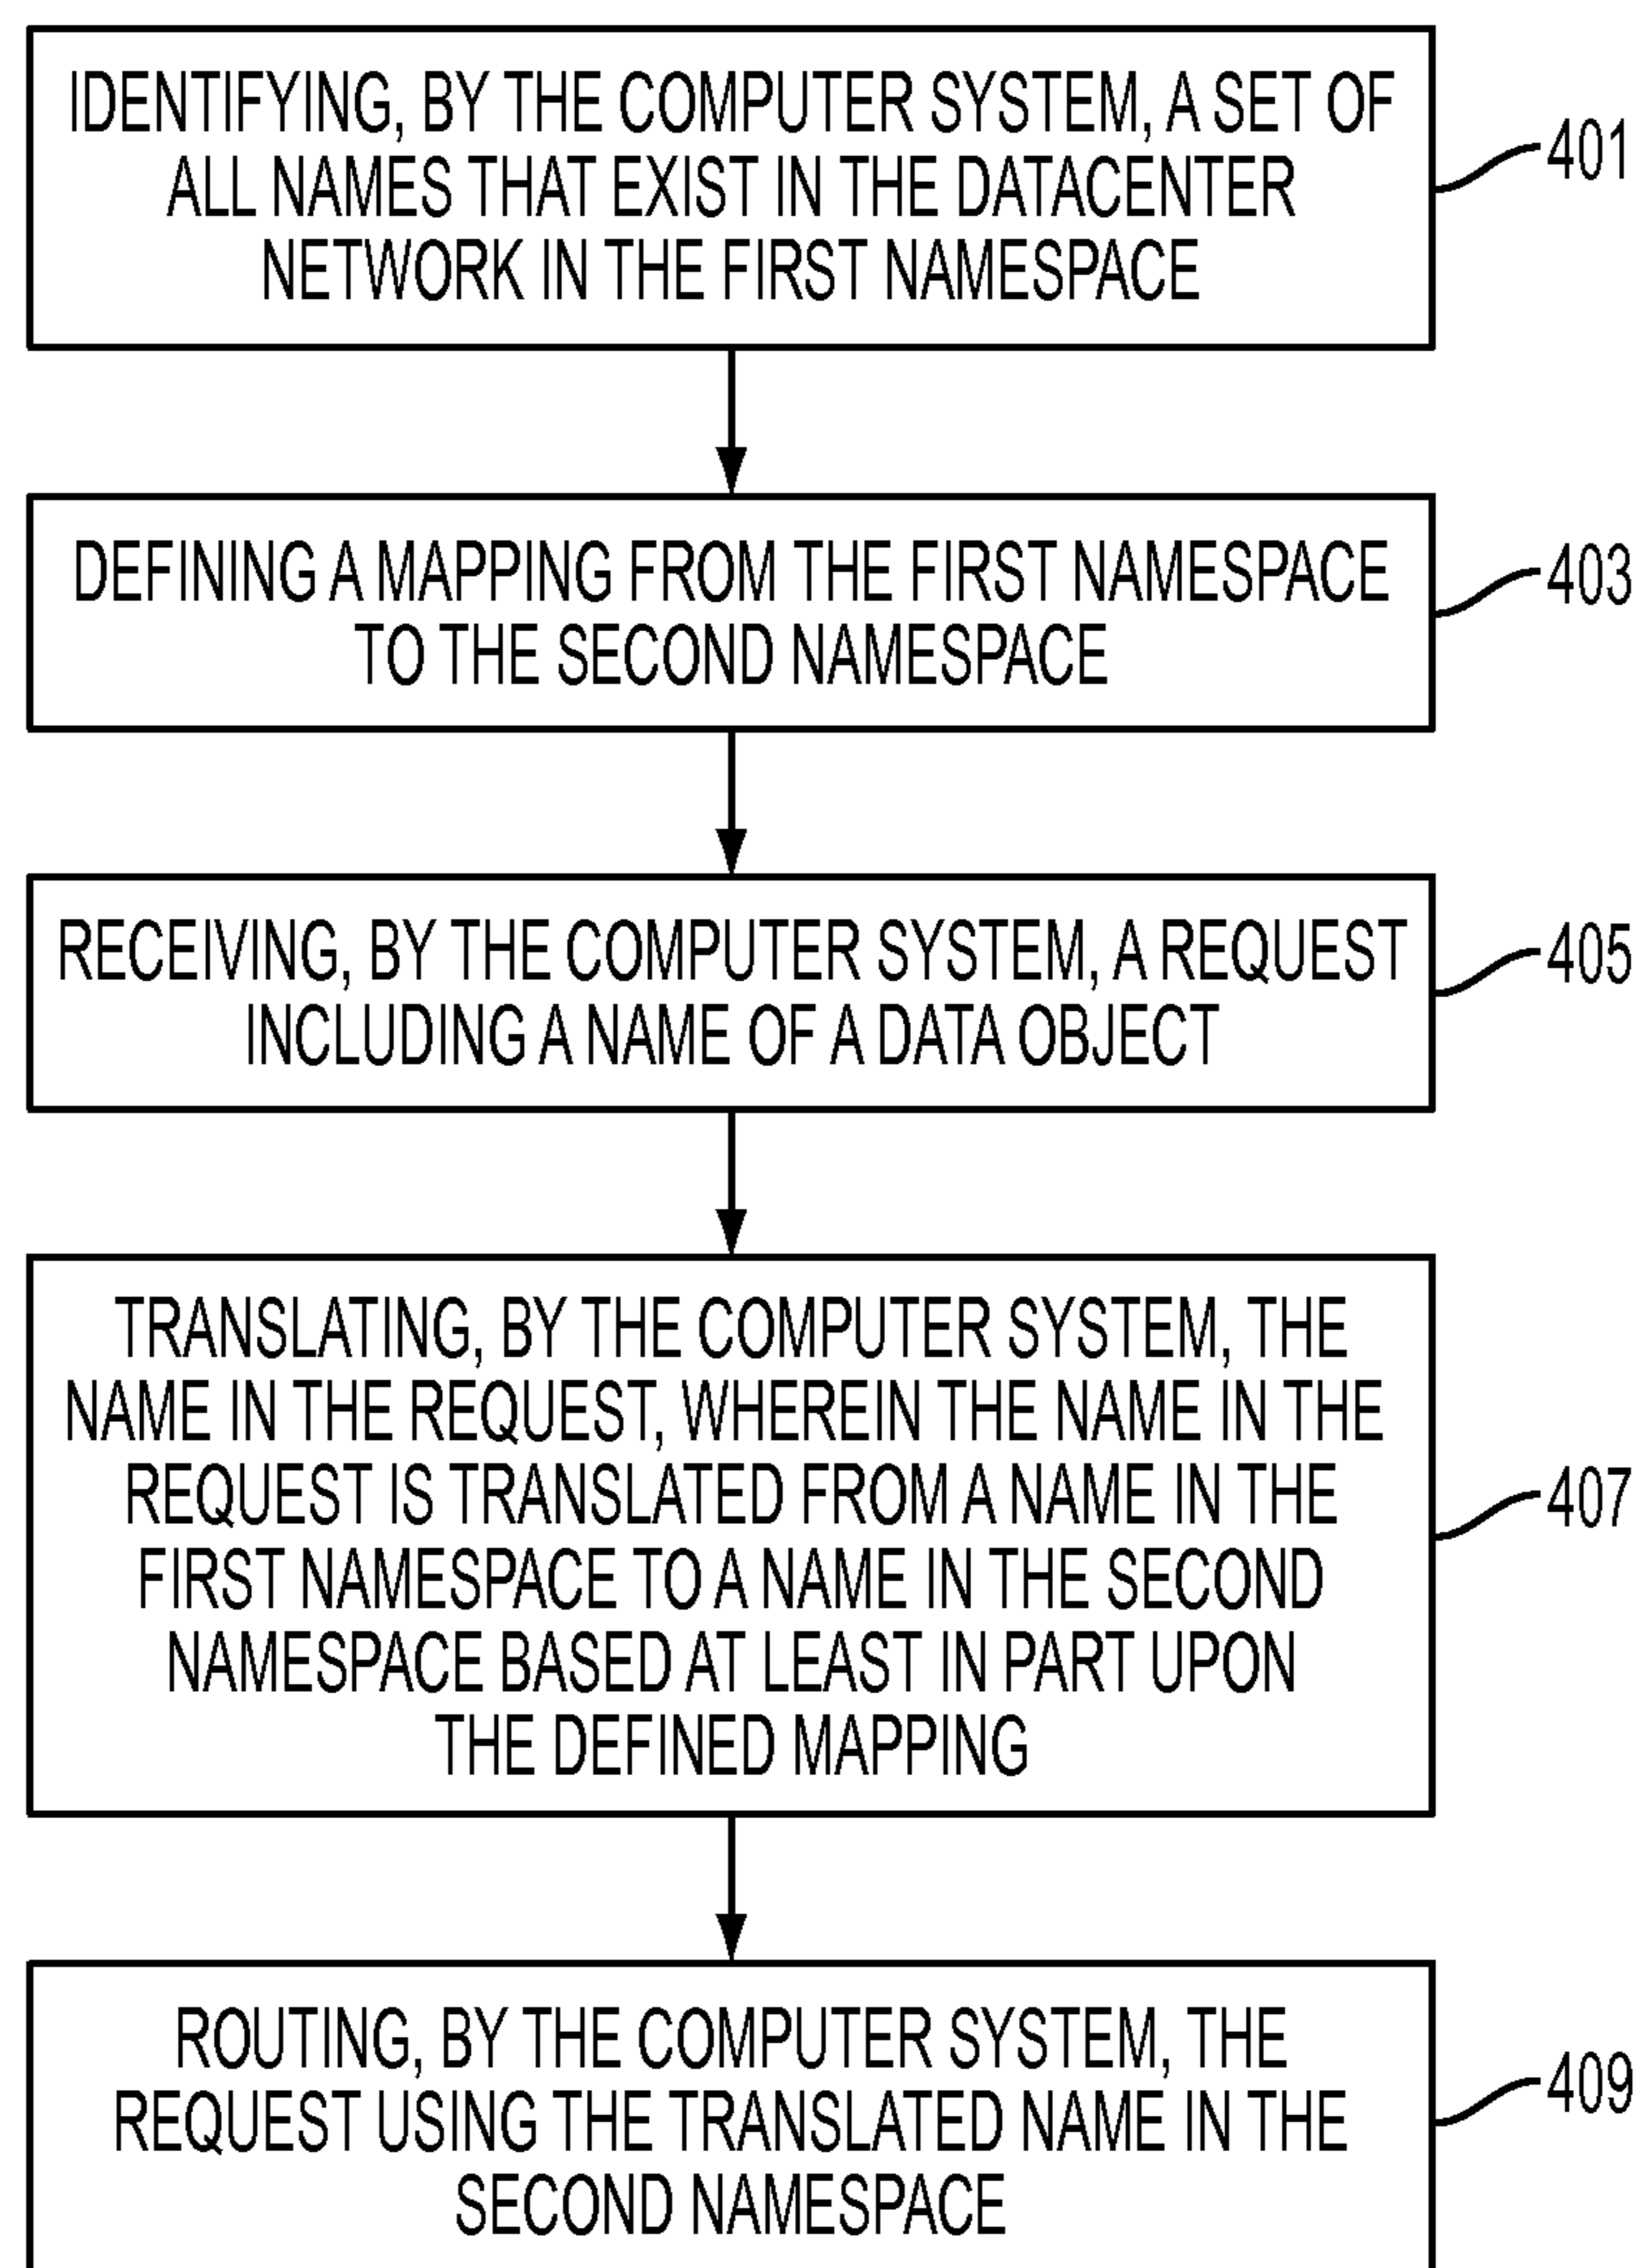 IDENTIFYING, BY THE COMPUTER SYSTEM, A SET OF
ALL NAMES THAT EXIST IN THE DATACENTER
NETWORK IN THE FIRST NAMESPACE
401
DEFINING A MAPPING FROM THE FIRST NAMESPACE
TO THE SECOND NAMESPACE
403
RECEIVING, BY THE COMPUTER SYSTEM, A REQUEST
INCLUDING A NAME OF A DATA OBJECT
405
TRANSLATING, BY THE COMPUTER SYSTEM, THE
NAME IN THE REQUEST, WHEREIN THE NAME IN THE
REQUEST IS TRANSLATED FROM A NAME IN THE
FIRST NAMESPACE TO A NAME IN THE SECOND
NAMESPACE BASED AT LEAST IN PART UPON
THE DEFINED MAPPING
407
ROUTING, BY THE COMPUTER SYSTEM, THE
REQUEST USING THE TRANSLATED NAME IN THE
SECOND NAMESPACE
409